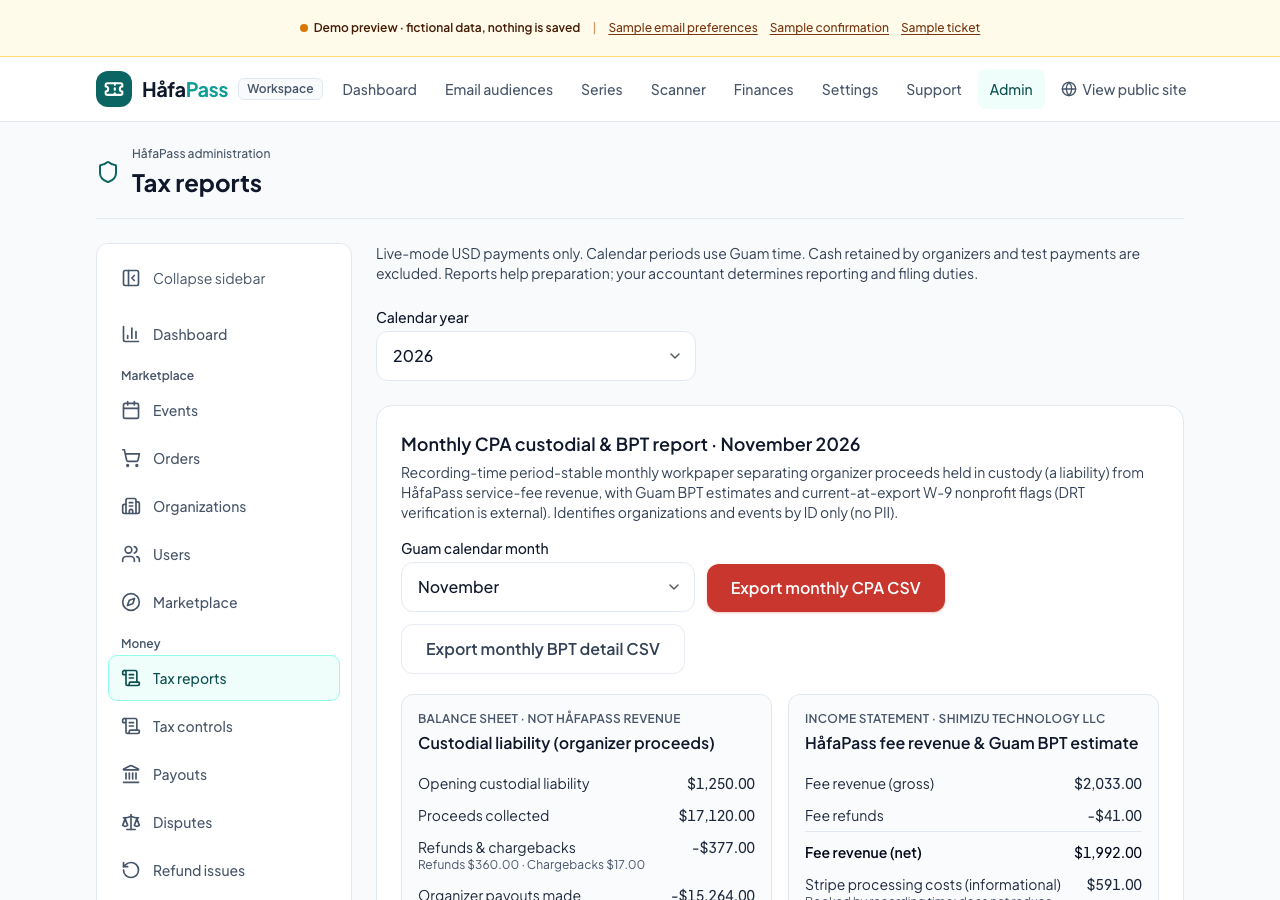 Demo preview · fictional data, nothing is saved | Sample email preferences Sample confirmation Sample ticket
HåfaPass Workspace Dashboard Email audiences Series Scanner Finances Settings Support Admin View public site
HåfaPass administration
Tax reports
Collapse sidebar
Dashboard
Marketplace
Events
Orders
Organizations
Users
Marketplace
Money
Tax reports
Tax controls
Payouts
Disputes
Refund issues
Live-mode USD payments only. Calendar periods use Guam time. Cash retained by organizers and test payments are
excluded. Reports help preparation; your accountant determines reporting and filing duties.
Calendar year
2026
Monthly CPA custodial & BPT report · November 2026
Recording-time period-stable monthly workpaper separating organizer proceeds held in custody (a liability) from
HåfaPass service-fee revenue, with Guam BPT estimates and current-at-export W-9 nonprofit flags (DRT
verification is external). Identifies organizations and events by ID only (no PII).
Guam calendar month
November
Export monthly CPA CSV
Export monthly BPT detail CSV
BALANCE SHEET · NOT HÅFAPASS REVENUE
Custodial liability (organizer proceeds)
Opening custodial liability $1,250.00
Proceeds collected $17,120.00
Refunds & chargebacks -$377.00
Refunds $360.00 · Chargebacks $17.00
Organizer payouts made -$15,264.00
INCOME STATEMENT · SHIMIZU TECHNOLOGY LLC
HåfaPass fee revenue & Guam BPT estimate
Fee revenue (gross) $2,033.00
Fee refunds -$41.00
Fee revenue (net) $1,992.00
Stripe processing costs (informational) $591.00